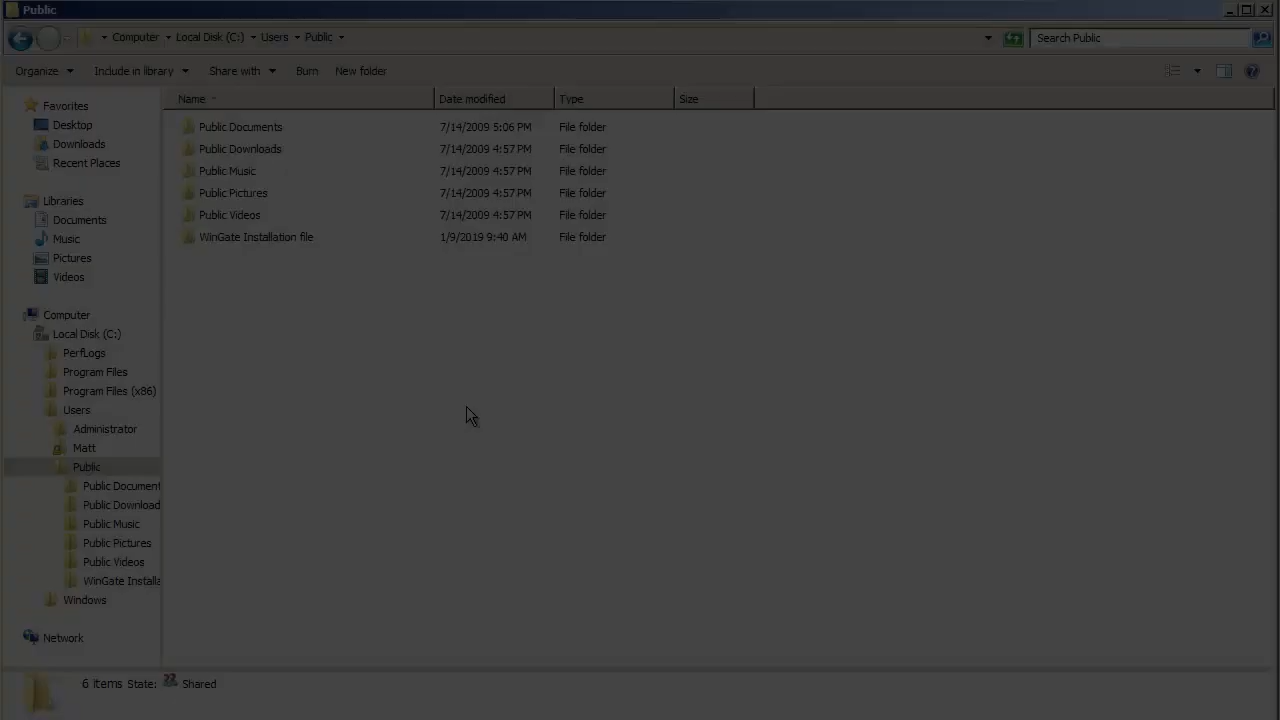 Public
Computer Local Disk (C:) Users Public
Search Public
Organize Include in library Share with Burn New folder
Name Date modified Type Size
Public Documents 7/14/2009 5:06 PM File folder
Public Downloads 7/14/2009 4:57 PM File folder
Public Music 7/14/2009 4:57 PM File folder
Public Pictures 7/14/2009 4:57 PM File folder
Public Videos 7/14/2009 4:57 PM File folder
WinGate Installation file 1/9/2019 9:40 AM File folder
Favorites
Desktop
Downloads
Recent Places
Libraries
Documents
Music
Pictures
Videos
Computer
Local Disk (C:)
PerfLogs
Program Files
Program Files (x86)
Users
Administrator
Matt
Public
Public Document
Public Download
Public Music
Public Pictures
Public Videos
WinGate Installa
Windows
Network
6 items State: Shared